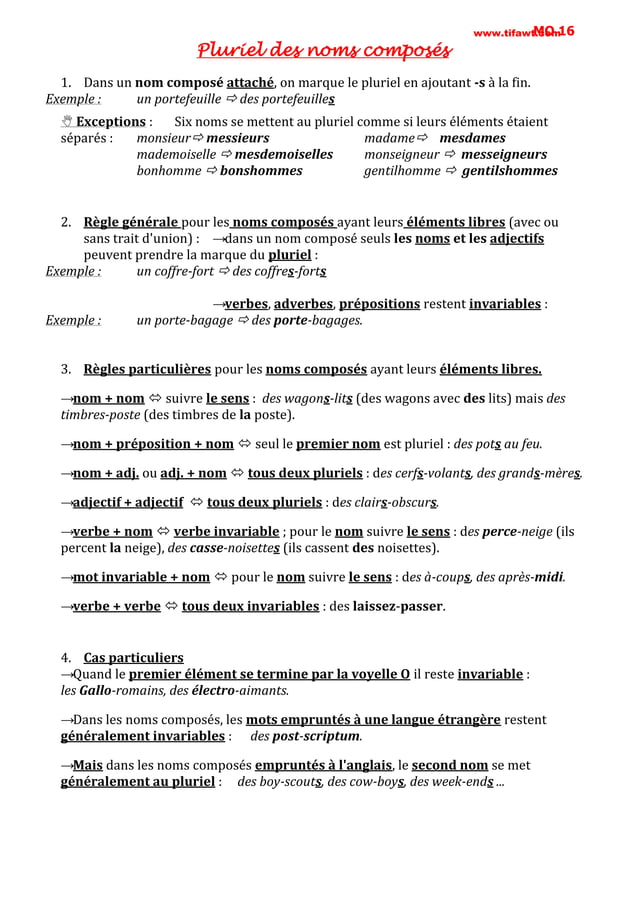 www.tifawt.com MO 16
Pluriel des noms composés
1. Dans un nom composé attaché, on marque le pluriel en ajoutant -s à la fin.
Exemple : un portefeuille ⇨ des portefeuilles
Exceptions : Six noms se mettent au pluriel comme si leurs éléments étaient
séparés : monsieur⇨ messieurs madame⇨ mesdames
mademoiselle ⇨ mesdemoiselles monseigneur ⇨ messeigneurs
bonhomme ⇨ bonshommes gentilhomme ⇨ gentilshommes
2. Règle générale pour les noms composés ayant leurs éléments libres (avec ou
sans trait d'union) : →dans un nom composé seuls les noms et les adjectifs
peuvent prendre la marque du pluriel :
Exemple : un coffre-fort ⇨ des coffres-forts
→verbes, adverbes, prépositions restent invariables :
Exemple : un porte-bagage ⇨ des porte-bagages.
3. Règles particulières pour les noms composés ayant leurs éléments libres.
→nom + nom ⬄ suivre le sens : des wagons-lits (des wagons avec des lits) mais des
timbres-poste (des timbres de la poste).
→nom + préposition + nom ⬄ seul le premier nom est pluriel : des pots au feu.
→nom + adj. ou adj. + nom ⬄ tous deux pluriels : des cerfs-volants, des grands-mères.
→adjectif + adjectif ⬄ tous deux pluriels : des clairs-obscurs.
→verbe + nom ⬄ verbe invariable ; pour le nom suivre le sens : des perce-neige (ils
percent la neige), des casse-noisettes (ils cassent des noisettes).
→mot invariable + nom ⬄ pour le nom suivre le sens : des à-coups, des après-midi.
→verbe + verbe ⬄ tous deux invariables : des laissez-passer.
4. Cas particuliers
→Quand le premier élément se termine par la voyelle O il reste invariable :
les Gallo-romains, des électro-aimants.
→Dans les noms composés, les mots empruntés à une langue étrangère restent
généralement invariables : des post-scriptum.
→Mais dans les noms composés empruntés à l'anglais, le second nom se met
généralement au pluriel : des boy-scouts, des cow-boys, des week-ends ...